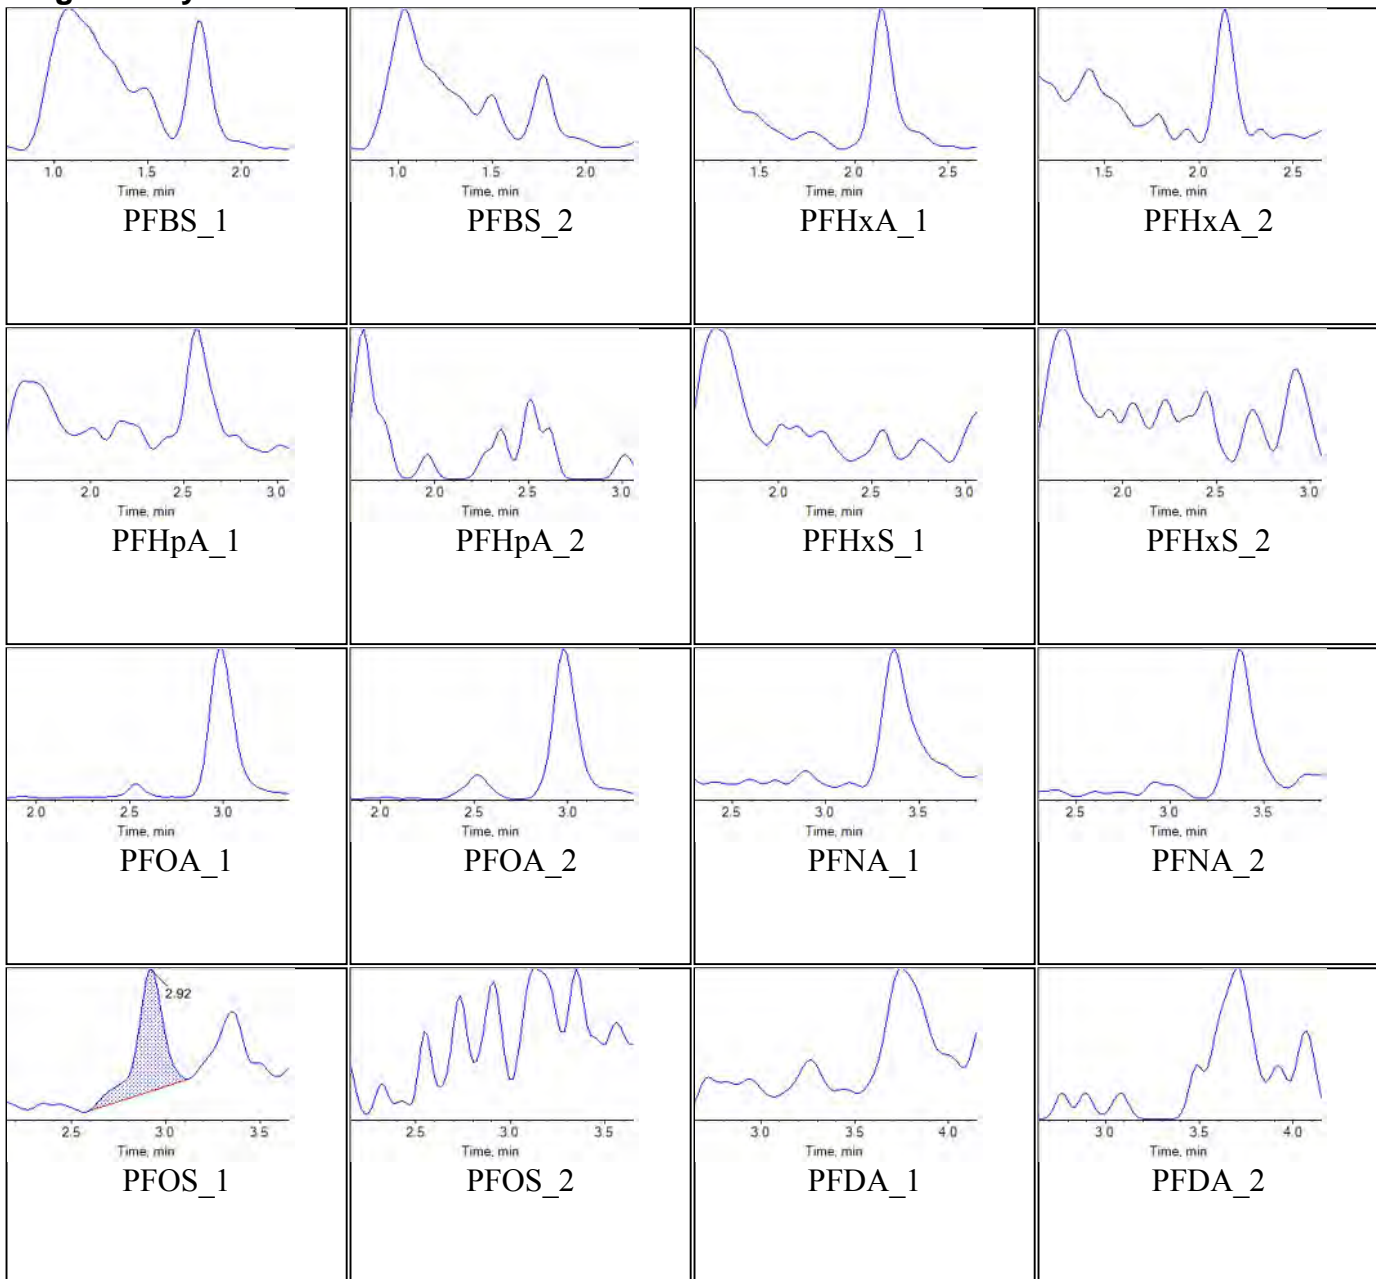 1.0 1.5 2.0 1.0 1.5 2.0 1.5 2.0 2.5 1.5 2.0 2.5
Time, min Time, min Time, min Time, min
PFBS_1 PFBS_2 PFHxA_1 PFHxA_2
2.0 2.5 3.0 2.0 2.5 3.0 2.0 2.5 3.0 2.0 2.5 3.0
Time, min Time, min Time, min Time, min
PFHpA_1 PFHpA_2 PFHxS_1 PFHxS_2
2.0 2.5 3.0 2.0 2.5 3.0 2.5 3.0 3.5 2.5 3.0 3.5
Time, min Time, min Time, min Time, min
PFOA_1 PFOA_2 PFNA_1 PFNA_2
2.92
2.5 3.0 3.5 2.5 3.0 3.5 3.0 3.5 4.0 3.0 3.5 4.0
Time, min Time, min Time, min Time, min
PFOS_1 PFOS_2 PFDA_1 PFDA_2